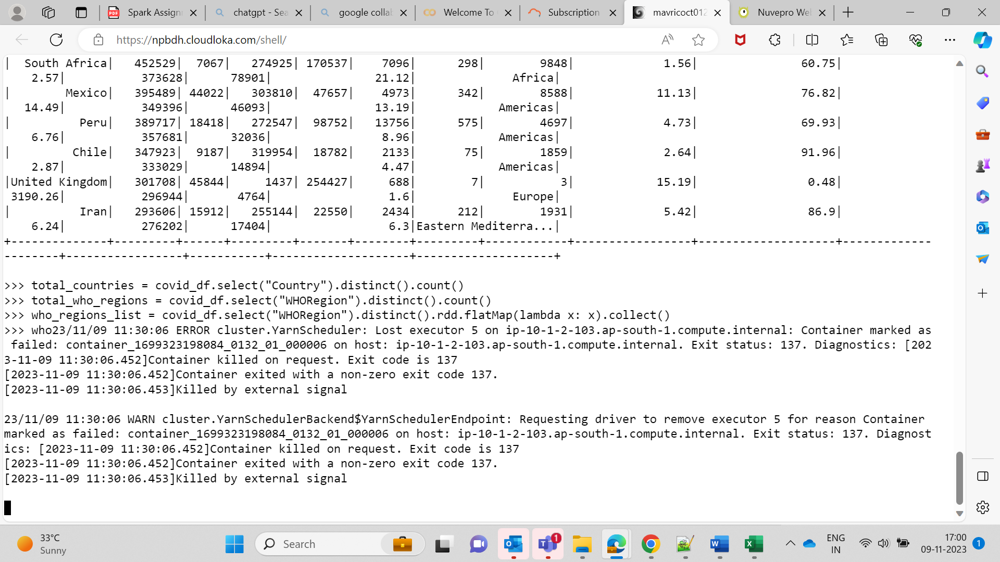 Spark Assignm
chatgpt - Sea
google collab
Welcome To
Subscription
mavricoct012
Nuvepro Wel
https://npbdh.cloudloka.com/shell/
|  South Africa|   452529|  7067|   274925| 170537|    7096|      298|        9848|             1.56|               60.75|
    2.57|           373628|      78901|               21.12|              Africa|
|        Mexico|   395489| 44022|   303810|  47657|    4973|      342|        8588|            11.13|               76.82|
   14.49|           349396|      46093|               13.19|            Americas|
|          Peru|   389717| 18418|   272547|  98752|   13756|      575|        4697|             4.73|               69.93|
    6.76|           357681|      32036|                8.96|            Americas|
|         Chile|   347923|  9187|   319954|  18782|    2133|       75|        1859|             2.64|               91.96|
    2.87|           333029|      14894|                4.47|            Americas|
|United Kingdom|   301708| 45844|     1437| 254427|     688|        7|           3|            15.19|                0.48|
 3190.26|           296944|       4764|                 1.6|              Europe|
|          Iran|   293606| 15912|   255144|  22550|    2434|      212|        1931|             5.42|                86.9|
    6.24|           276202|      17404|                 6.3|Eastern Mediterra...|
+--------------+---------+------+---------+-------+--------+---------+------------+-----------------+--------------------+-------------
--------+-----------------+-----------+--------------------+--------------------+
>>> total_countries = covid_df.select("Country").distinct().count()
>>> total_who_regions = covid_df.select("WHORegion").distinct().count()
>>> who_regions_list = covid_df.select("WHORegion").distinct().rdd.flatMap(lambda x: x).collect()
>>> who23/11/09 11:30:06 ERROR cluster.YarnScheduler: Lost executor 5 on ip-10-1-2-103.ap-south-1.compute.internal: Container marked as
 failed: container_1699323198084_0132_01_000006 on host: ip-10-1-2-103.ap-south-1.compute.internal. Exit status: 137. Diagnostics: [202
3-11-09 11:30:06.452]Container killed on request. Exit code is 137
[2023-11-09 11:30:06.452]Container exited with a non-zero exit code 137.
[2023-11-09 11:30:06.453]Killed by external signal
23/11/09 11:30:06 WARN cluster.YarnSchedulerBackend$YarnSchedulerEndpoint: Requesting driver to remove executor 5 for reason Container
marked as failed: container_1699323198084_0132_01_000006 on host: ip-10-1-2-103.ap-south-1.compute.internal. Exit status: 137. Diagnost
ics: [2023-11-09 11:30:06.452]Container killed on request. Exit code is 137
[2023-11-09 11:30:06.452]Container exited with a non-zero exit code 137.
[2023-11-09 11:30:06.453]Killed by external signal
33°C
Sunny
Search
1
ENG
IN
17:00
09-11-2023
1